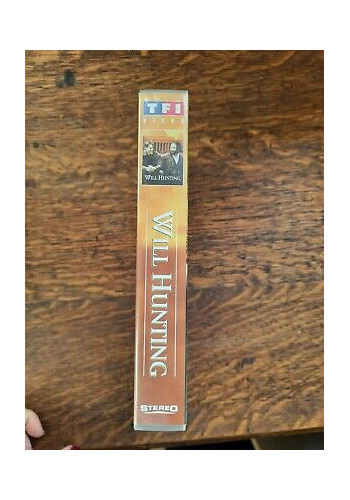 TF1
VIDEO
WILL HUNTING
WILL HUNTING
STEREO